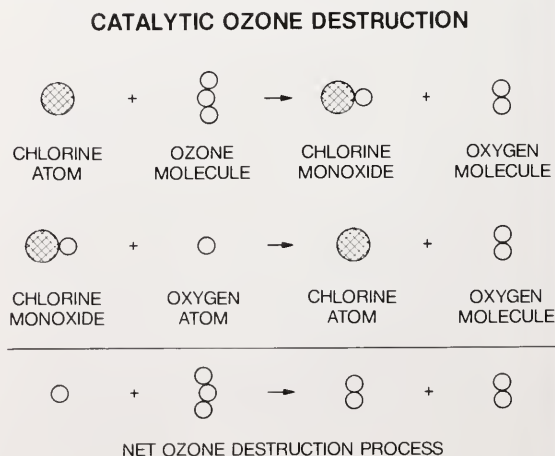 CATALYTIC OZONE DESTRUCTION
+ → +
CHLORINE ATOM OZONE MOLECULE CHLORINE MONOXIDE OXYGEN MOLECULE
+ → +
CHLORINE MONOXIDE OXYGEN ATOM CHLORINE ATOM OXYGEN MOLECULE
+ → +
NET OZONE DESTRUCTION PROCESS